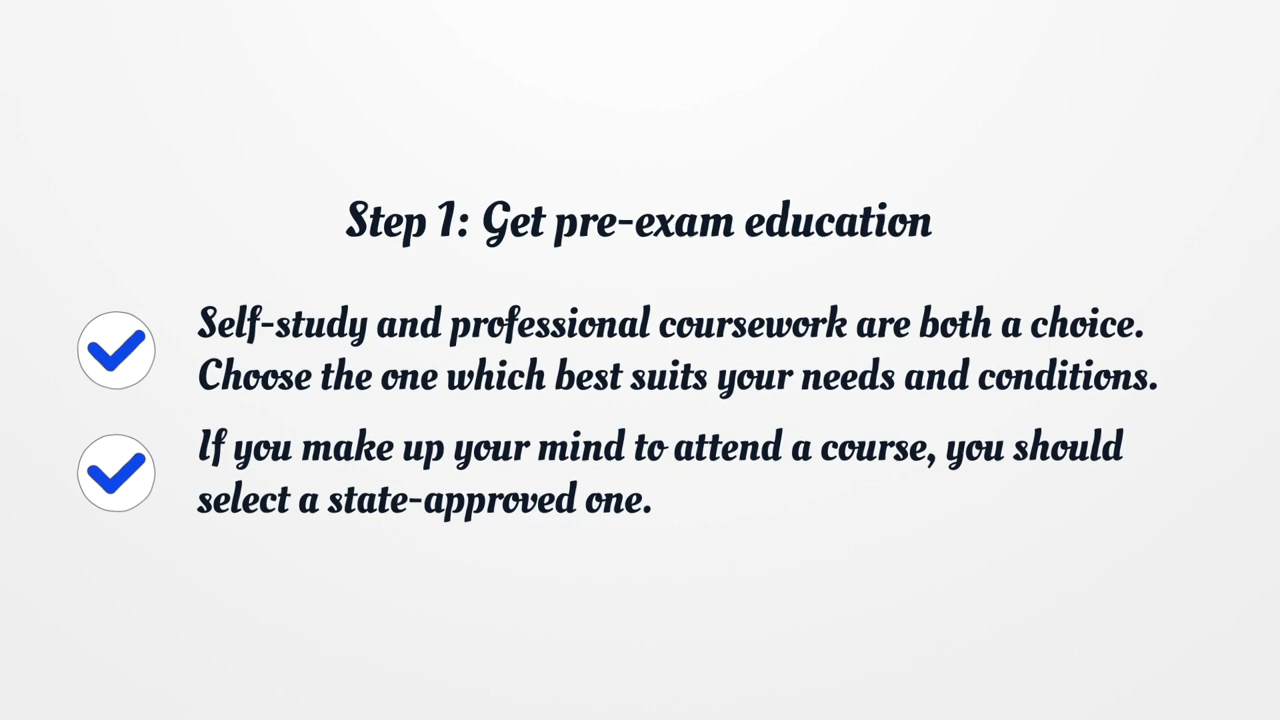 Step 1: Get pre-exam education
Self-study and professional coursework are both a choice.
Choose the one which best suits your needs and conditions.
If you make up your mind to attend a course, you should
select a state-approved one.